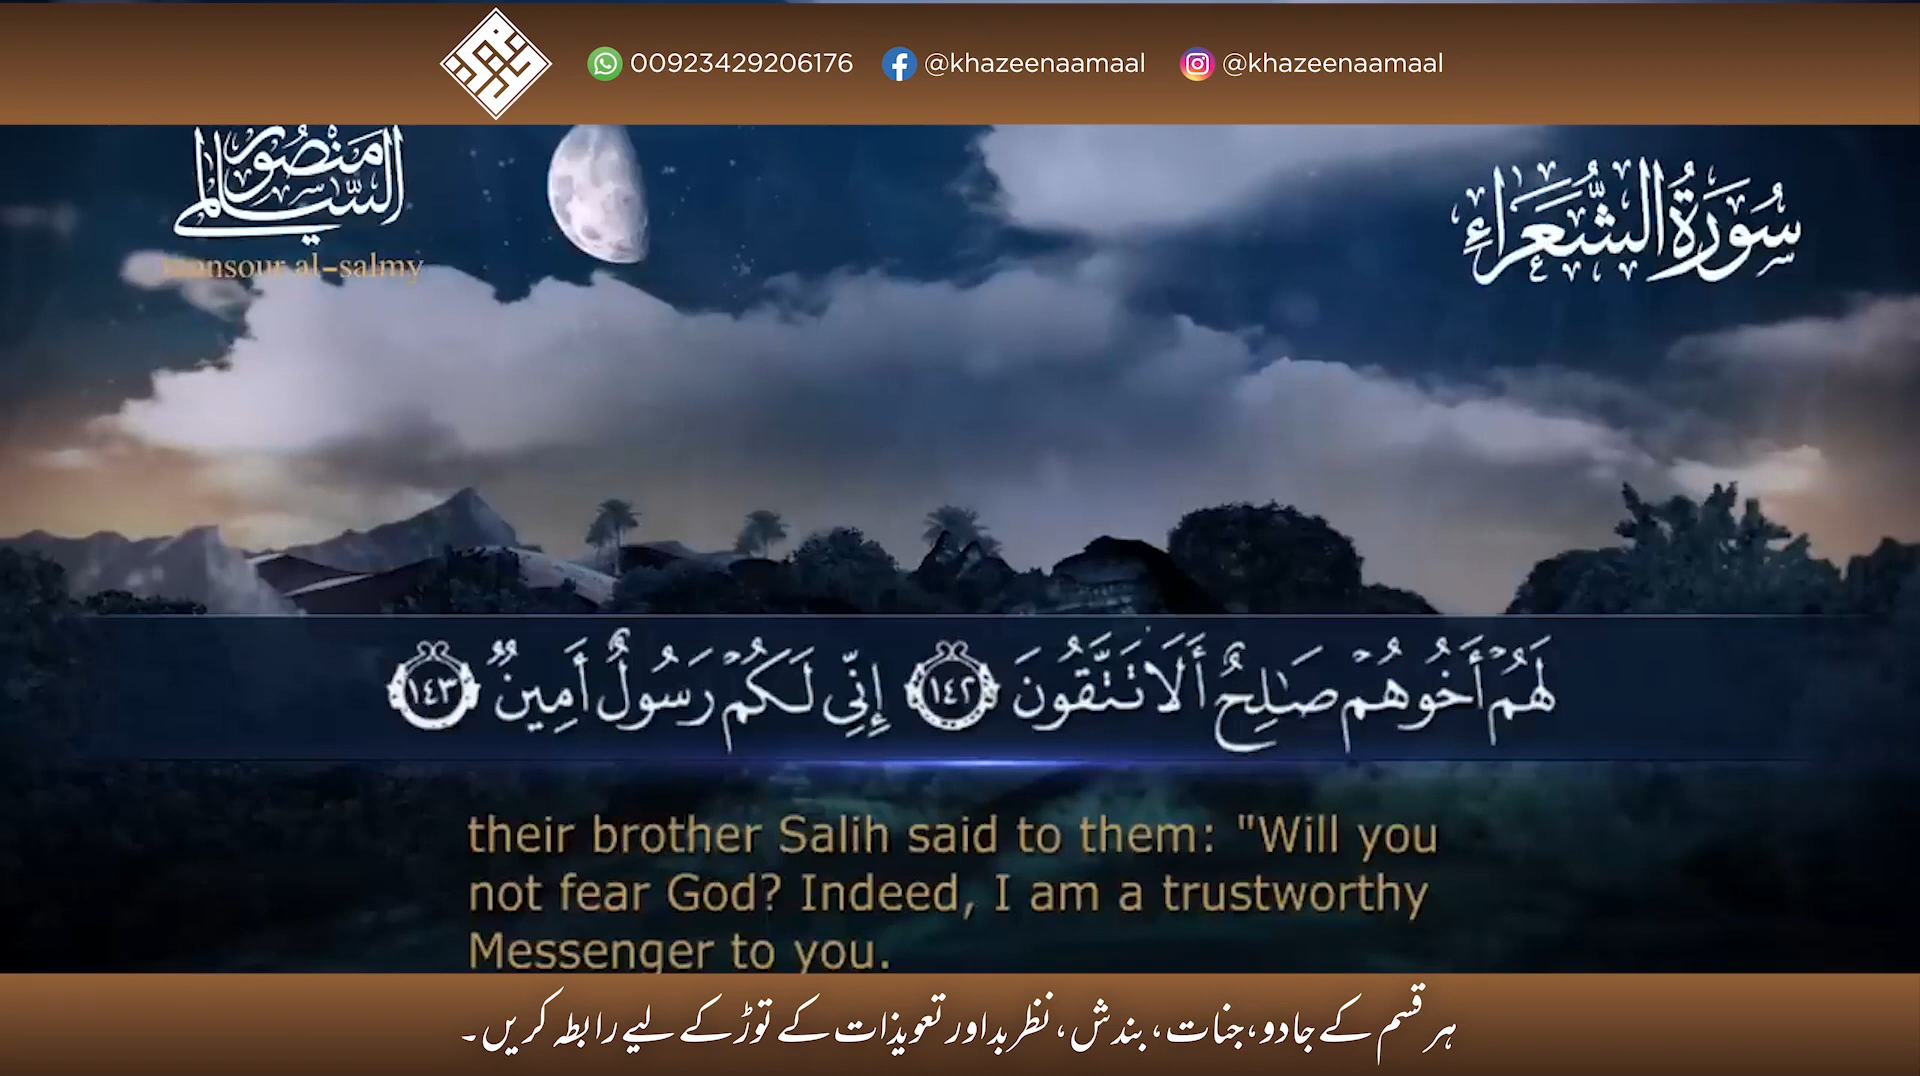 00923429206176 @khazeenaamaal @khazeenaamaal
منصور السالمي
mansour al-salmy
سُورَةُ الشُّعَرَاءِ
لَهُمْ أَخُوهُمْ صَـٰلِحٌ أَلَا تَتَّقُونَ ١٤٢ إِنِّي لَكُمْ رَسُولٌ أَمِينٌ ١٤٣
their brother Salih said to them: "Will you
not fear God? Indeed, I am a trustworthy
Messenger to you.
ہر قسم کے جادو، جنات، بندش، نظر بد اور تعویذات کے توڑ کے لیے رابطہ کریں۔